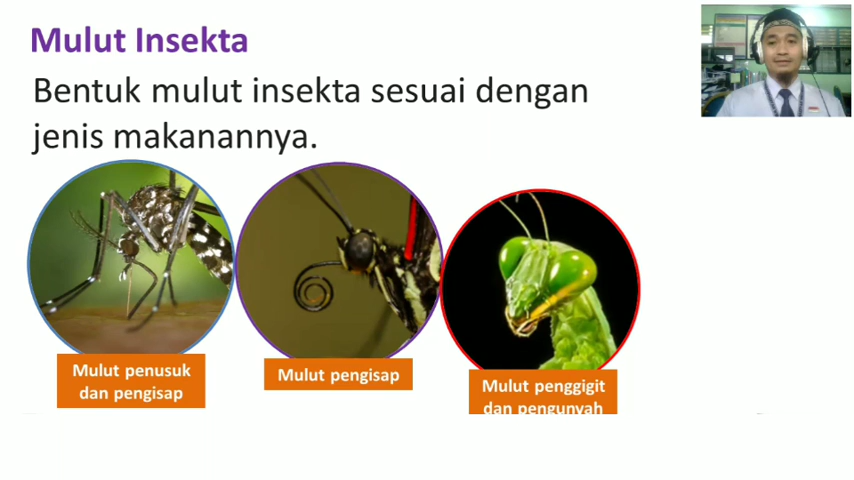 Mulut Insekta
Bentuk mulut insekta sesuai dengan
jenis makanannya.
Mulut penusuk
dan pengisap
Mulut pengisap
Mulut penggigit
dan pengunyah